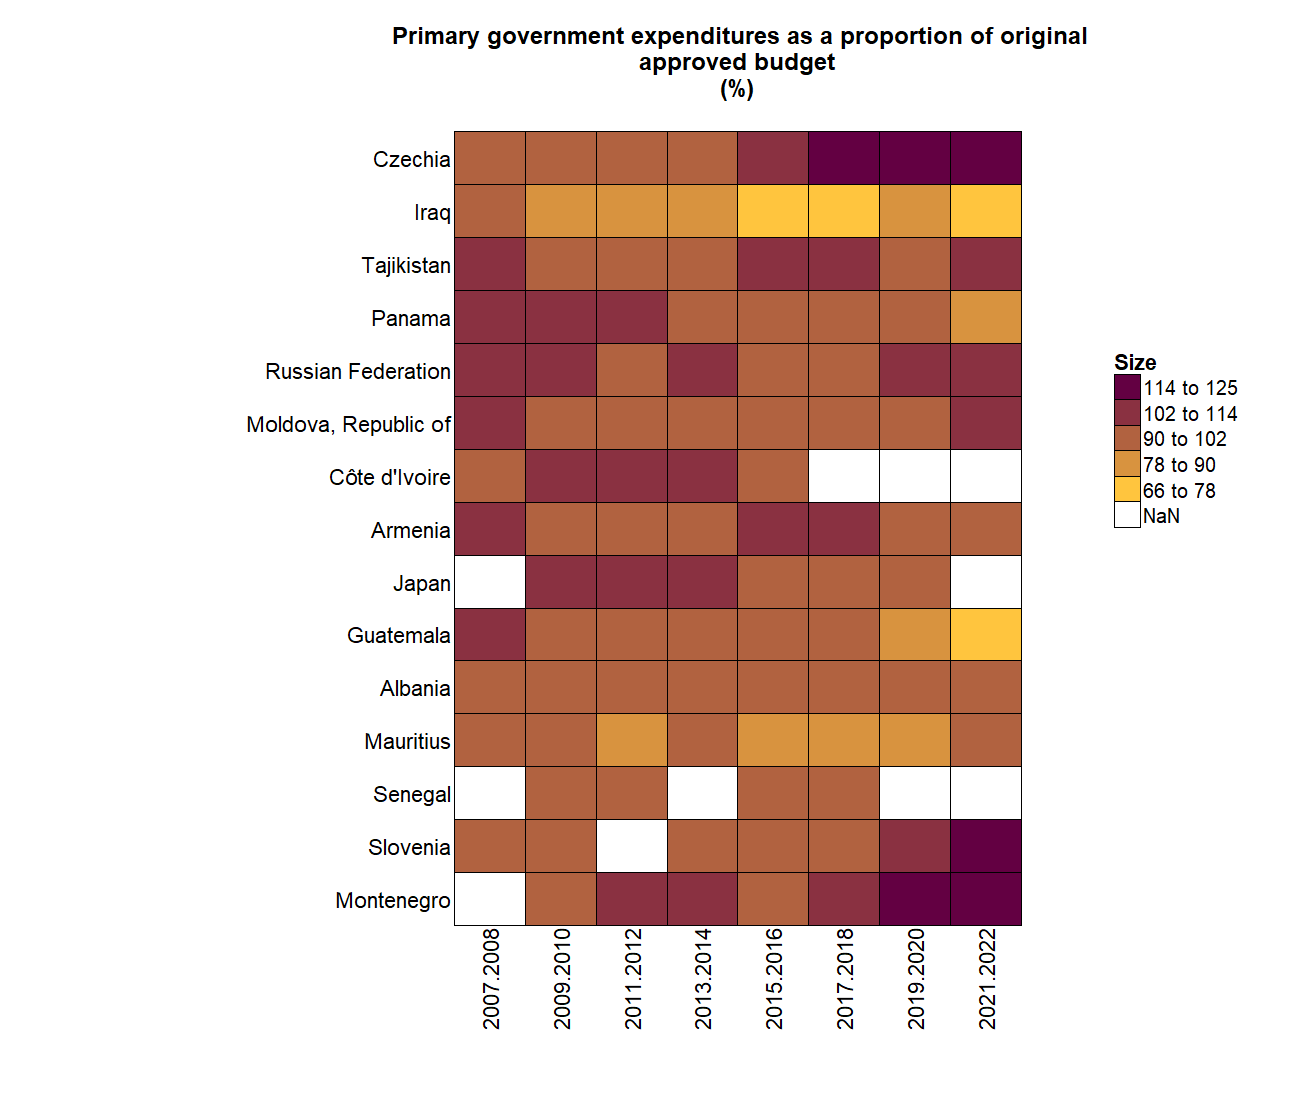 Primary government expenditures as a proportion of original
approved budget
(%)
Czechia
Iraq
Tajikistan
Panama
Russian Federation
Moldova, Republic of
Côte d'Ivoire
Armenia
Japan
Guatemala
Albania
Mauritius
Senegal
Slovenia
Montenegro
2007.2008
2009.2010
2011.2012
2013.2014
2015.2016
2017.2018
2019.2020
2021.2022
Size
114 to 125
102 to 114
90 to 102
78 to 90
66 to 78
NaN